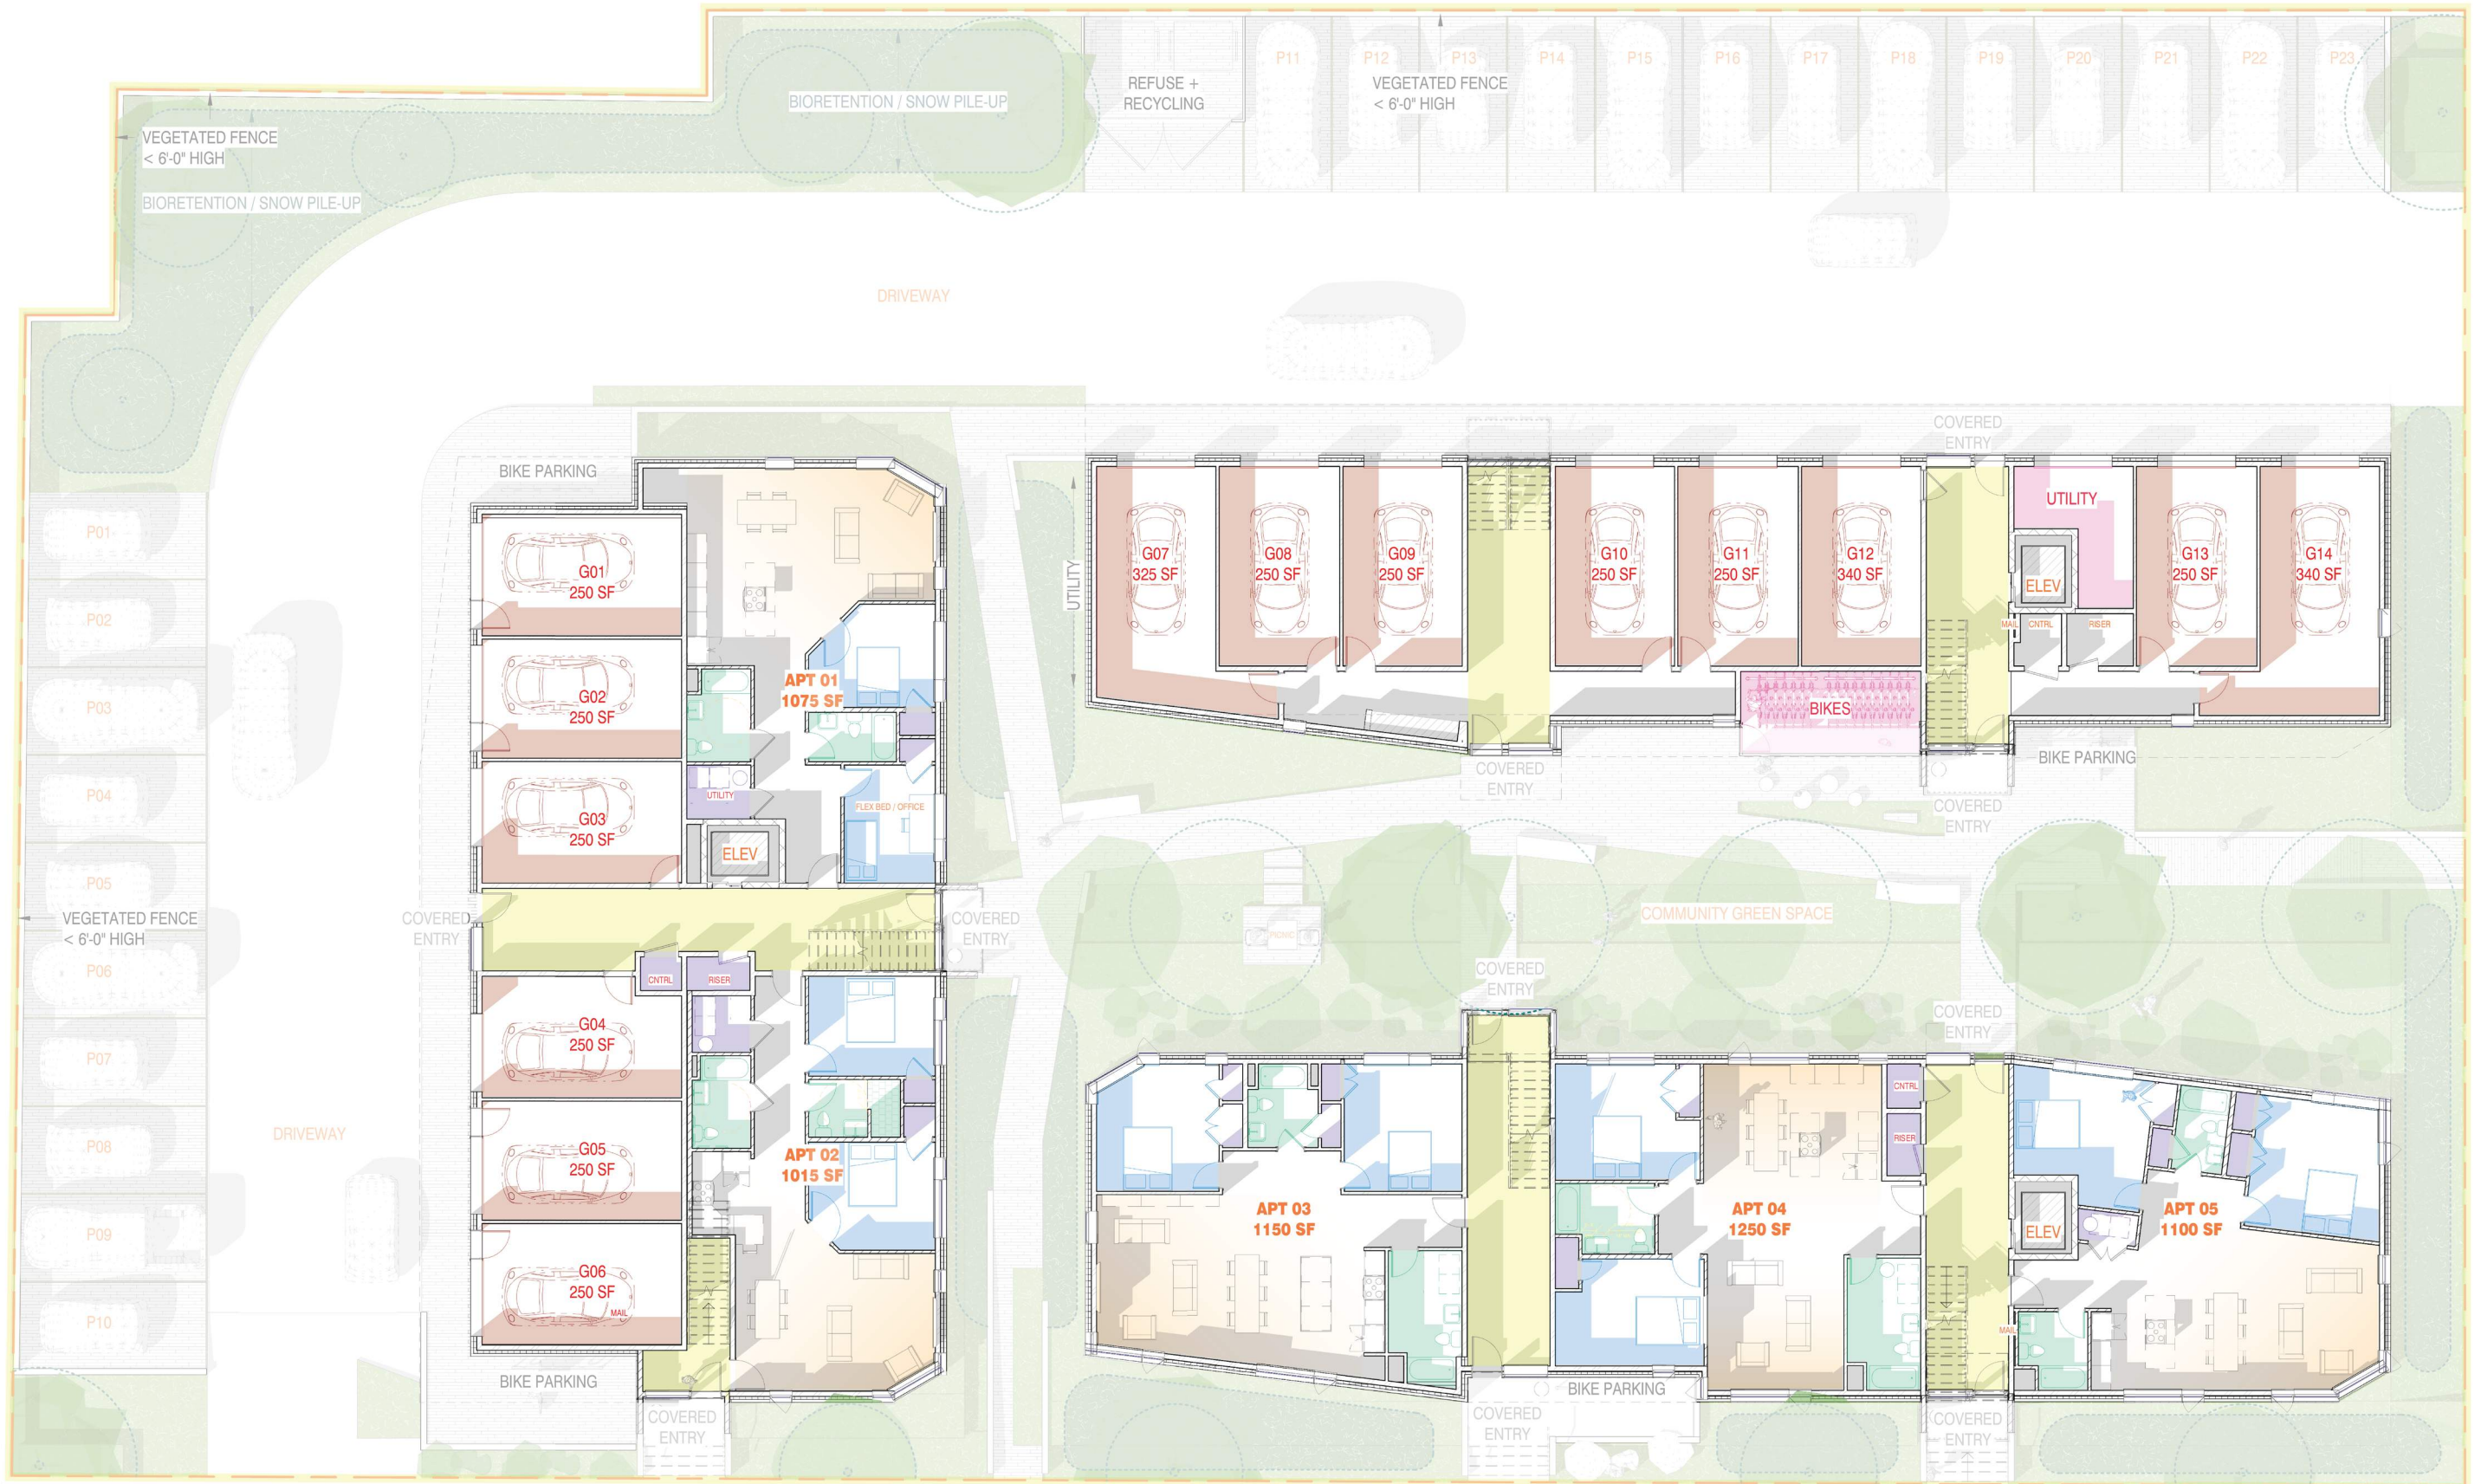 P11
P12
P13
P14
P15
P16
P17
P18
P19
P20
P21
P22
P23
REFUSE +
RECYCLING
VEGETATED FENCE
< 6'-0" HIGH
BIORETENTION / SNOW PILE-UP
VEGETATED FENCE
< 6'-0" HIGH
BIORETENTION / SNOW PILE-UP
DRIVEWAY
COVERED
ENTRY
BIKE PARKING
P01
P02
P03
P04
P05
P06
P07
P08
P09
P10
VEGETATED FENCE
< 6'-0" HIGH
DRIVEWAY
G01
250 SF
G02
250 SF
G03
250 SF
APT 01
1075 SF
UTILITY
FLEX BED / OFFICE
ELEV
COVERED
ENTRY
COVERED
ENTRY
CNTRL
RISER
G04
250 SF
G05
250 SF
G06
250 SF
MAIL
APT 02
1015 SF
BIKE PARKING
COVERED
ENTRY
UTILITY
G07
325 SF
G08
250 SF
G09
250 SF
G10
250 SF
G11
250 SF
G12
340 SF
UTILITY
ELEV
MAIL
CNTRL
RISER
G13
250 SF
G14
340 SF
BIKES
BIKE PARKING
COVERED
ENTRY
COVERED
ENTRY
PICNIC
COMMUNITY GREEN SPACE
COVERED
ENTRY
COVERED
ENTRY
APT 03
1150 SF
APT 04
1250 SF
CNTRL
RISER
ELEV
MAIL
APT 05
1100 SF
BIKE PARKING
COVERED
ENTRY
COVERED
ENTRY